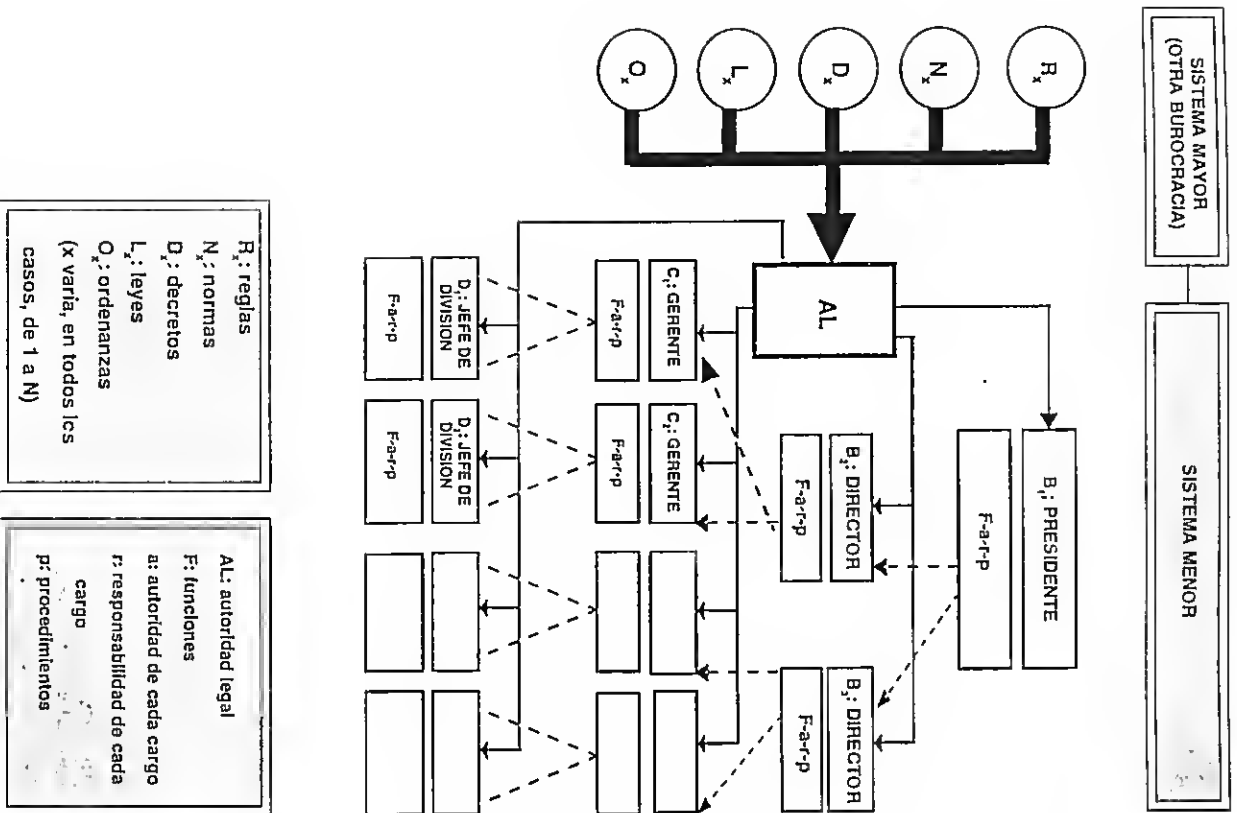 SISTEMA MAYOR
(OTRA BUROCRACIA)
SISTEMA MENOR
Rₓ
Nₓ
Dₓ
Lₓ
Oₓ
AL
B₁: PRESIDENTE
F-a-r-p
B₂: DIRECTOR
F-a-r-p
B₃: DIRECTOR
F-a-r-p
C₁: GERENTE
F-a-r-p
C₂: GERENTE
F-a-r-p
D₁: JEFE DE
DIVISION
F-a-r-p
D₂: JEFE DE
DIVISION
F-a-r-p
Rₓ: reglas
Nₓ: normas
Dₓ: decretos
Lₓ: leyes
Oₓ: ordenanzas
(x varia, en todos lcs
casos, de 1 a N)
AL: autoridad legal
F: funciones
a: autoridad de cada cargo
r: responsabilidad de cada
cargo
p: procedimientos